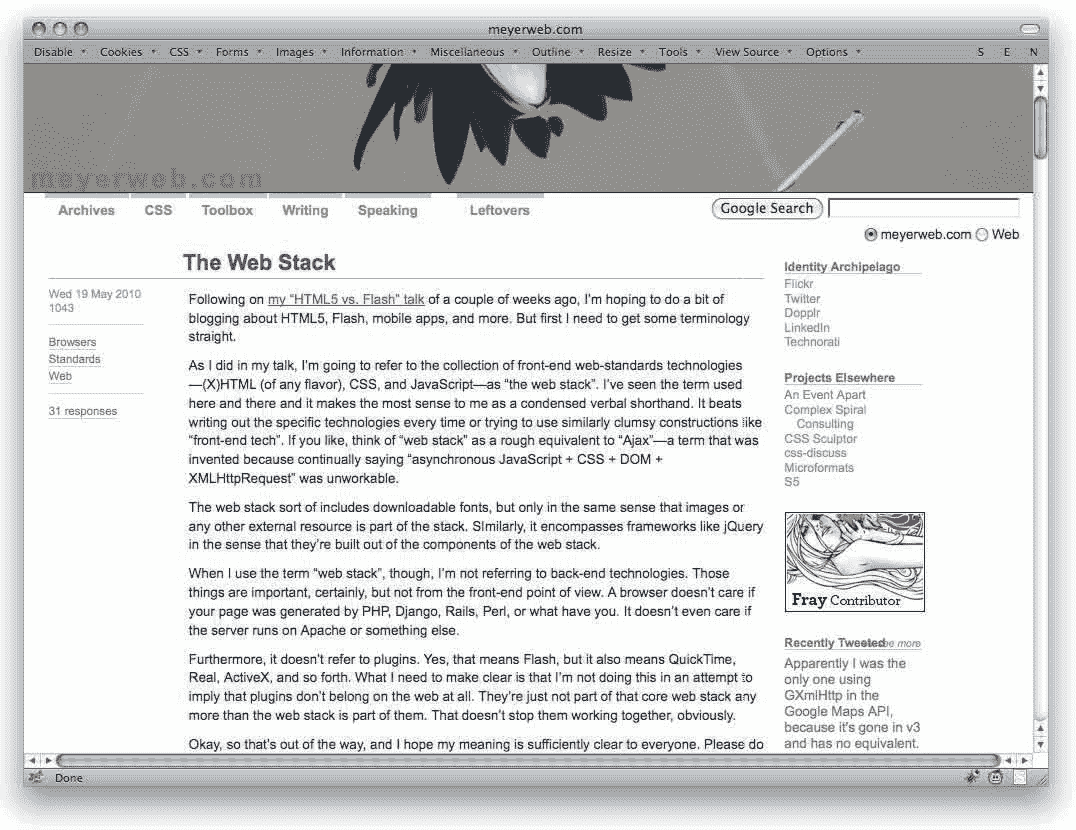 meyerweb.com
Disable Cookies CSS Forms Images Information Miscellaneous Outline Resize Tools View Source Options S E N
meyerweb.com
Archives CSS Toolbox Writing Speaking Leftovers
Google Search
meyerweb.com Web
The Web Stack
Wed 19 May 2010
1043
Browsers
Standards
Web
31 responses
Following on my “HTML5 vs. Flash” talk of a couple of weeks ago, I’m hoping to do a bit of
blogging about HTML5, Flash, mobile apps, and more. But first I need to get some terminology
straight.
As I did in my talk, I’m going to refer to the collection of front-end web-standards technologies
—(X)HTML (of any flavor), CSS, and JavaScript—as “the web stack”. I’ve seen the term used
here and there and it makes the most sense to me as a condensed verbal shorthand. It beats
writing out the specific technologies every time or trying to use similarly clumsy constructions like
“front-end tech”. If you like, think of “web stack” as a rough equivalent to “Ajax”—a term that was
invented because continually saying “asynchronous JavaScript + CSS + DOM +
XMLHttpRequest” was unworkable.
The web stack sort of includes downloadable fonts, but only in the same sense that images or
any other external resource is part of the stack. SImilarly, it encompasses frameworks like jQuery
in the sense that they’re built out of the components of the web stack.
When I use the term “web stack”, though, I’m not referring to back-end technologies. Those
things are important, certainly, but not from the front-end point of view. A browser doesn’t care if
your page was generated by PHP, Django, Rails, Perl, or what have you. It doesn’t even care if
the server runs on Apache or something else.
Furthermore, it doesn’t refer to plugins. Yes, that means Flash, but it also means QuickTime,
Real, ActiveX, and so forth. What I need to make clear is that I’m not doing this in an attempt to
imply that plugins don’t belong on the web at all. They’re just not part of that core web stack any
more than the web stack is part of them. That doesn’t stop them working together, obviously.
Okay, so that’s out of the way, and I hope my meaning is sufficiently clear to everyone. Please do
Identity Archipelago
Flickr
Twitter
Dopplr
LinkedIn
Technorati
Projects Elsewhere
An Event Apart
Complex Spiral
Consulting
CSS Sculptor
css-discuss
Microformats
S5
Fray Contributor
Recently Tweeted more
Apparently I was the
only one using
GXmlHttp in the
Google Maps API,
because it's gone in v3
and has no equivalent.
Done